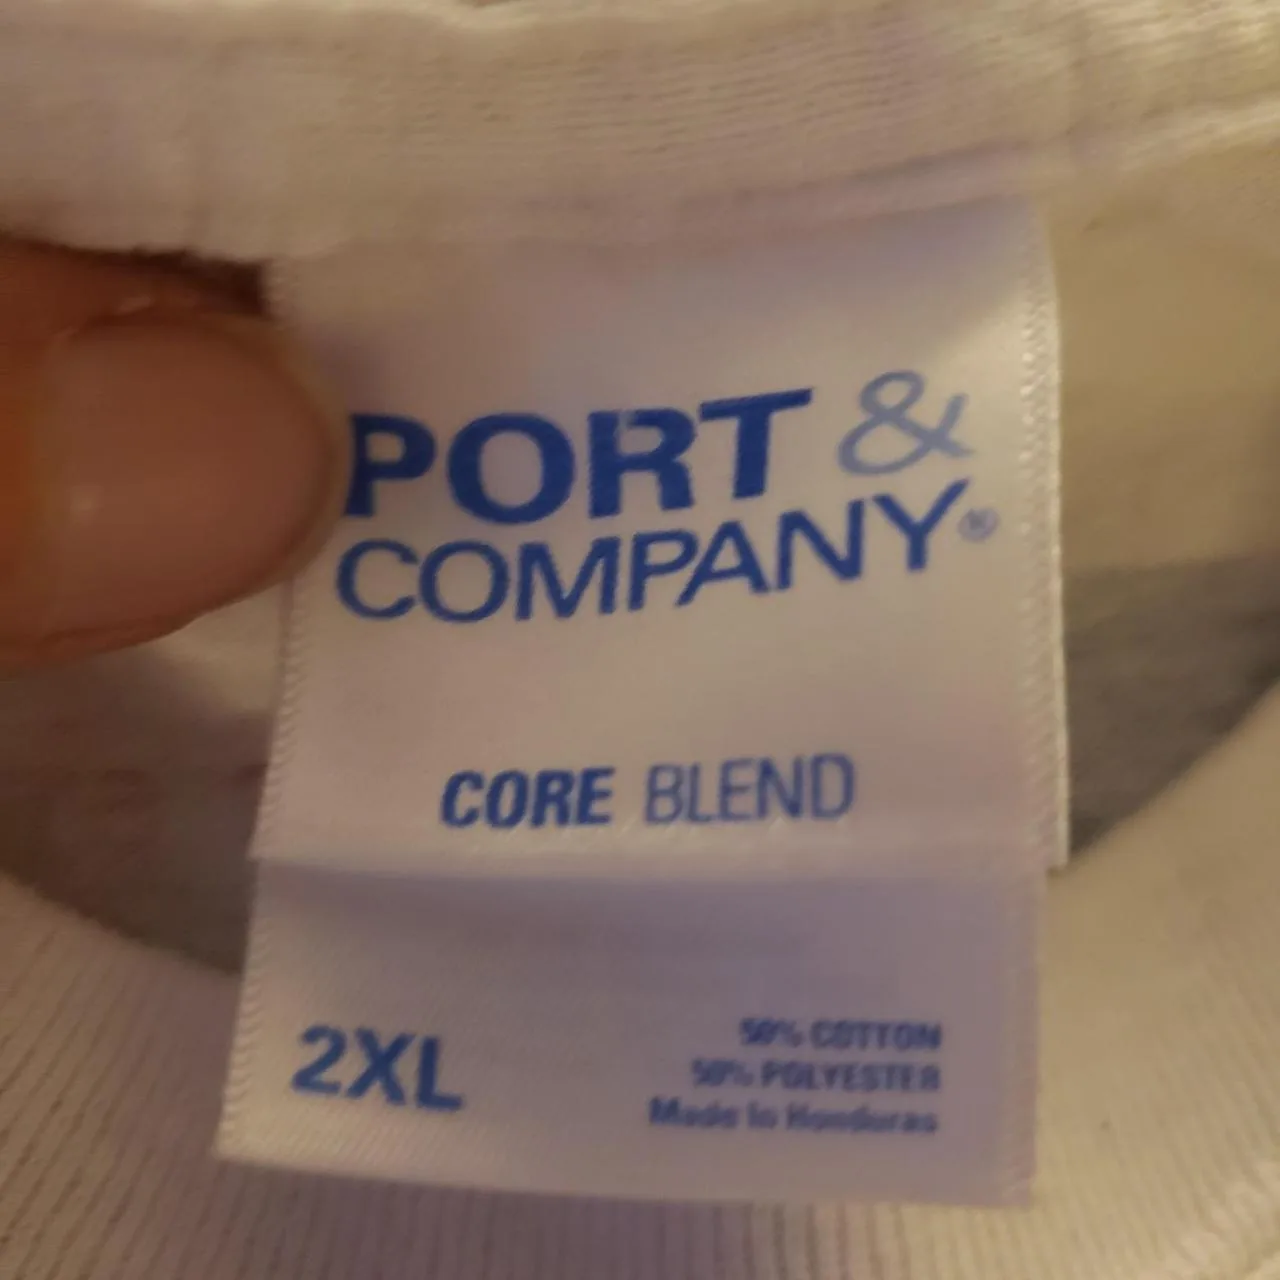 PORT &
COMPANY®
CORE BLEND
2XL
50% COTTON
50% POLYESTER
Made In Honduras